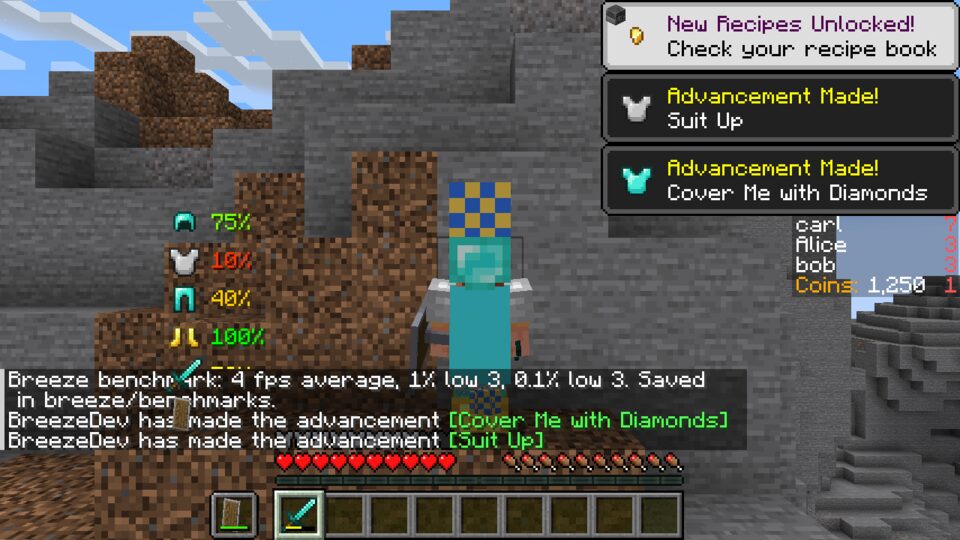 New Recipes Unlocked!
Check your recipe book
Advancement Made!
Suit Up
Advancement Made!
Cover Me with Diamonds
carl
Alice 3
bob 3
Coins: 1,250 1
75%
10%
40%
100%
Breeze benchmark: 4 fps average, 1% low 3, 0.1% low 3. Saved
in breeze/benchmarks.
BreezeDev has made the advancement [Cover Me with Diamonds]
BreezeDev has made the advancement [Suit Up]